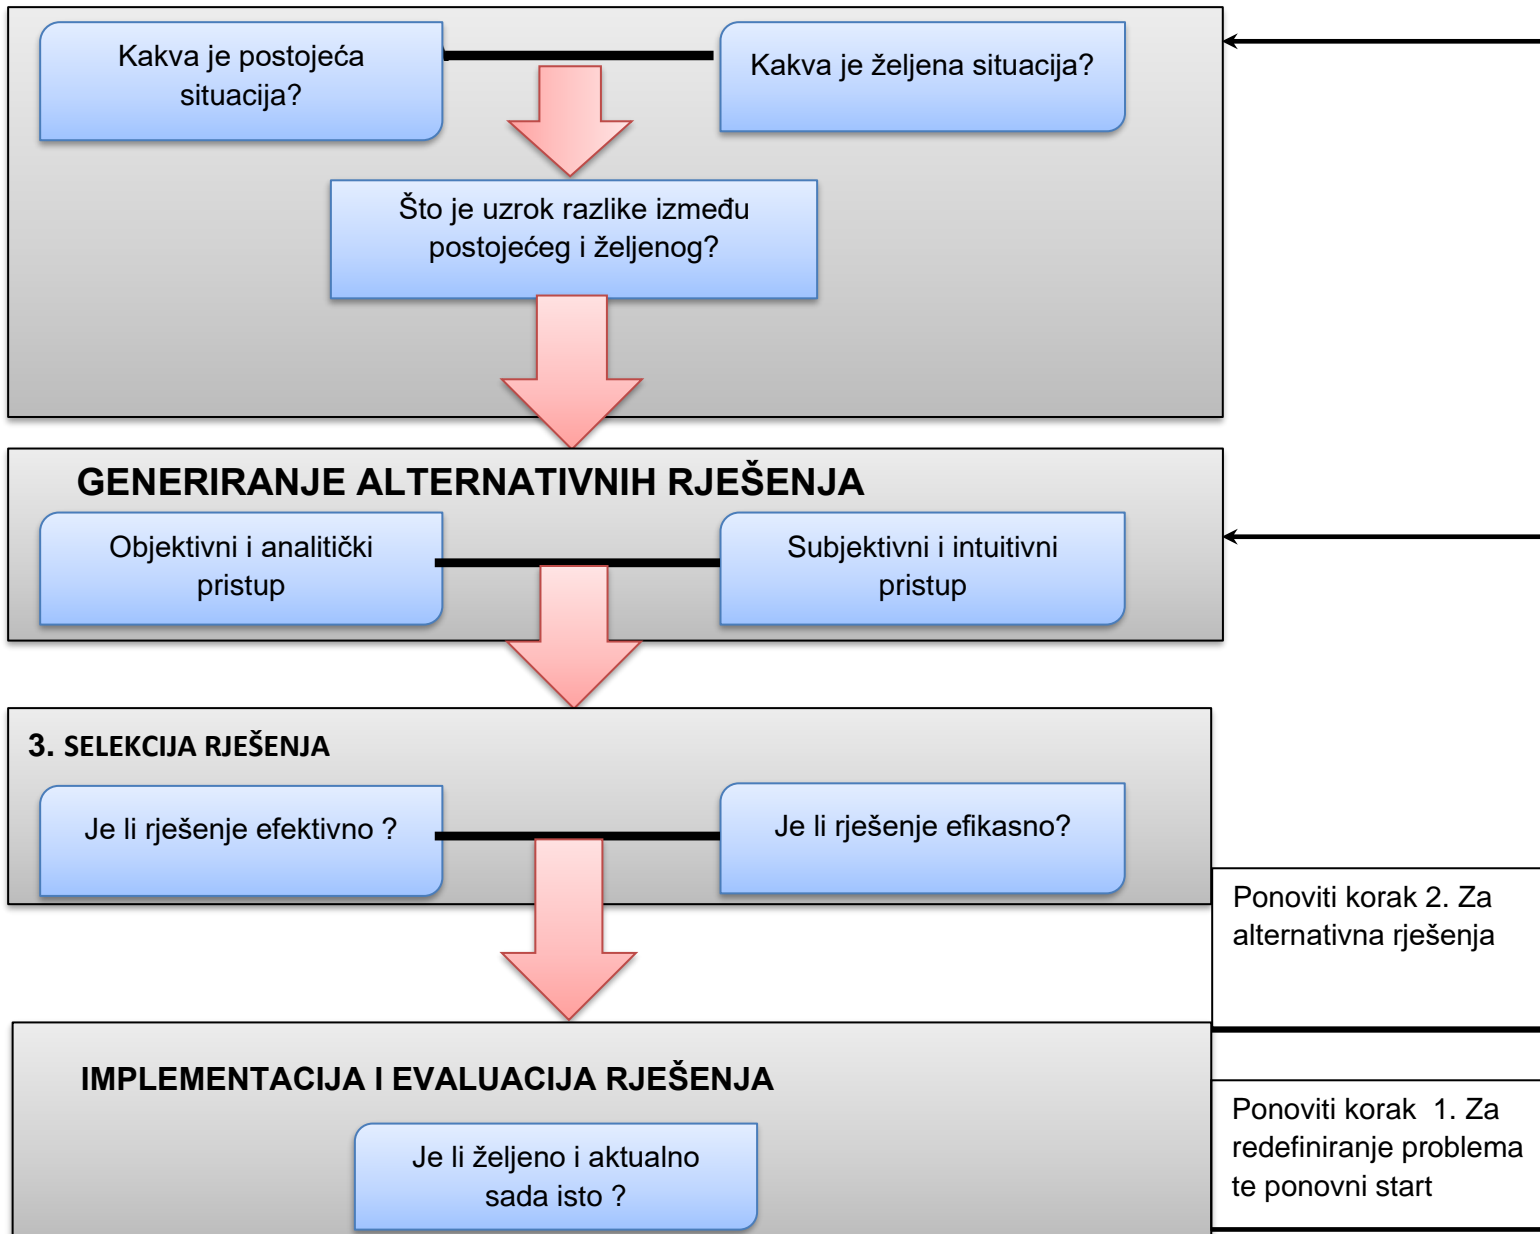 Kakva je postojeća
situacija?
Kakva je željena situacija?
Što je uzrok razlike između
postojećeg i željenog?
GENERIRANJE ALTERNATIVNIH RJEŠENJA
Objektivni i analitički
pristup
Subjektivni i intuitivni
pristup
3. SELEKCIJA RJEŠENJA
Je li rješenje efektivno ?
Je li rješenje efikasno?
Ponoviti korak 2. Za
alternativna rješenja
IMPLEMENTACIJA I EVALUACIJA RJEŠENJA
Je li željeno i aktualno
sada isto ?
Ponoviti korak  1. Za
redefiniranje problema
te ponovni start